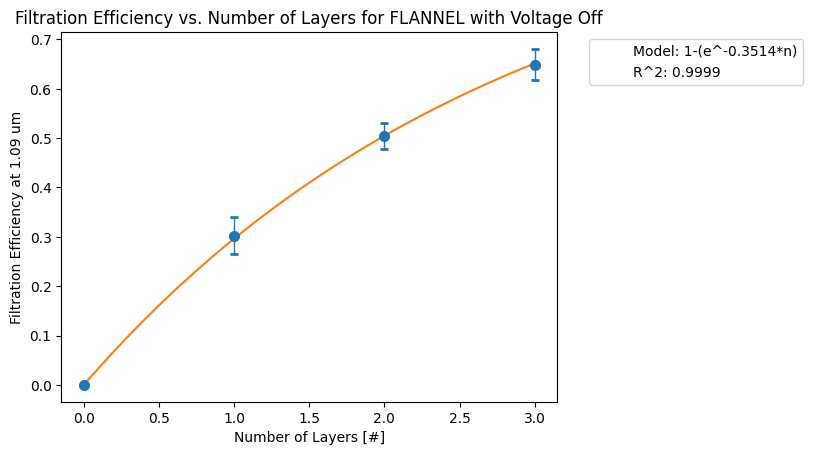 Filtration Efficiency vs. Number of Layers for FLANNEL with Voltage Off
Model: 1-(e^-0.3514*n)
R^2: 0.9999
Filtration Efficiency at 1.09 um
0.7
0.6
0.5
0.4
0.3
0.2
0.1
0.0
0.0 0.5 1.0 1.5 2.0 2.5 3.0
Number of Layers [#]